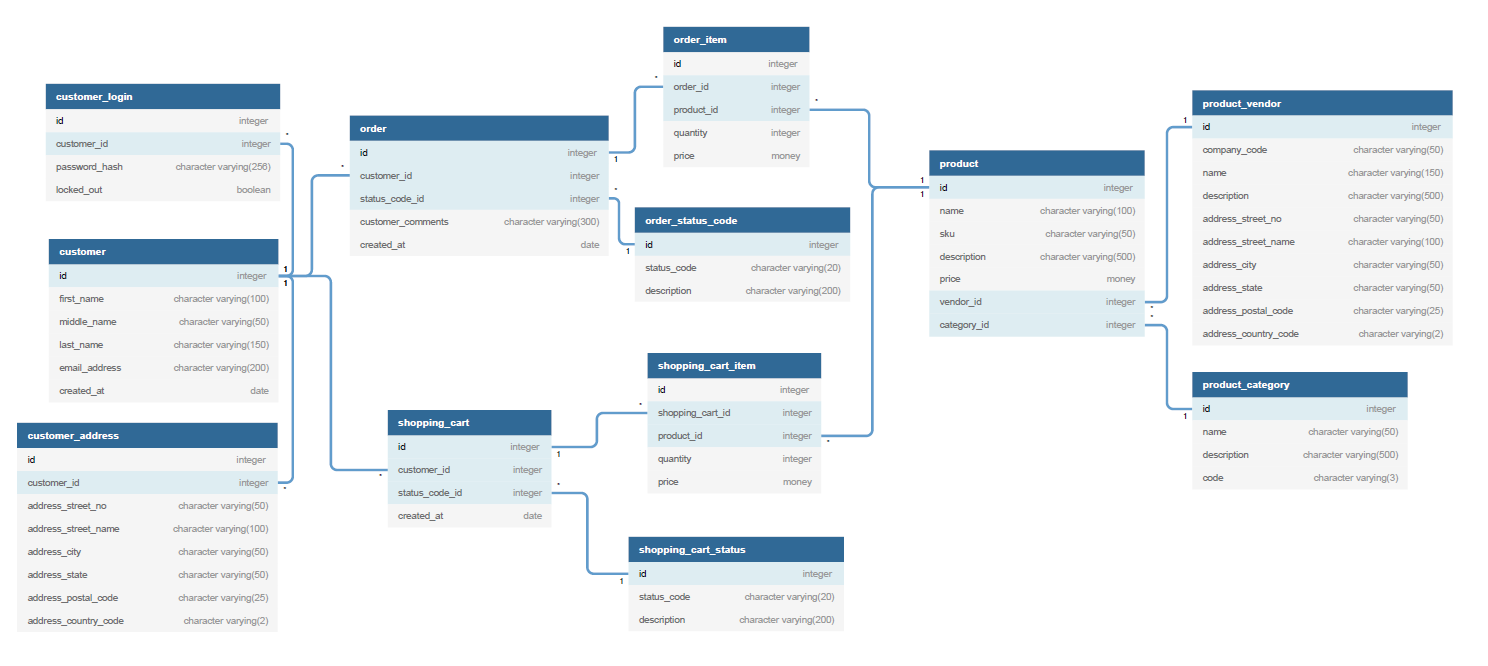 customer_login
id integer
customer_id integer
password_hash character varying(256)
locked_out boolean
customer
id integer
first_name character varying(100)
middle_name character varying(50)
last_name character varying(150)
email_address character varying(200)
created_at date
customer_address
id integer
customer_id integer
address_street_no character varying(50)
address_street_name character varying(100)
address_city character varying(50)
address_state character varying(50)
address_postal_code character varying(25)
address_country_code character varying(2)
order
id integer
customer_id integer
status_code_id integer
customer_comments character varying(300)
created_at date
shopping_cart
id integer
customer_id integer
status_code_id integer
created_at date
order_item
id integer
order_id integer
product_id integer
quantity integer
price money
order_status_code
id integer
status_code character varying(20)
description character varying(200)
shopping_cart_item
id integer
shopping_cart_id integer
product_id integer
quantity integer
price money
shopping_cart_status
id integer
status_code character varying(20)
description character varying(200)
product
id integer
name character varying(100)
sku character varying(50)
description character varying(500)
price money
vendor_id integer
category_id integer
product_vendor
id integer
company_code character varying(50)
name character varying(150)
description character varying(500)
address_street_no character varying(50)
address_street_name character varying(100)
address_city character varying(50)
address_state character varying(50)
address_postal_code character varying(25)
address_country_code character varying(2)
product_category
id integer
name character varying(50)
description character varying(500)
code character varying(3)
*
1
1
*
*
*
1
*
1
*
1
*
1
*
*
1
*
1
1
*
*
1
*
1